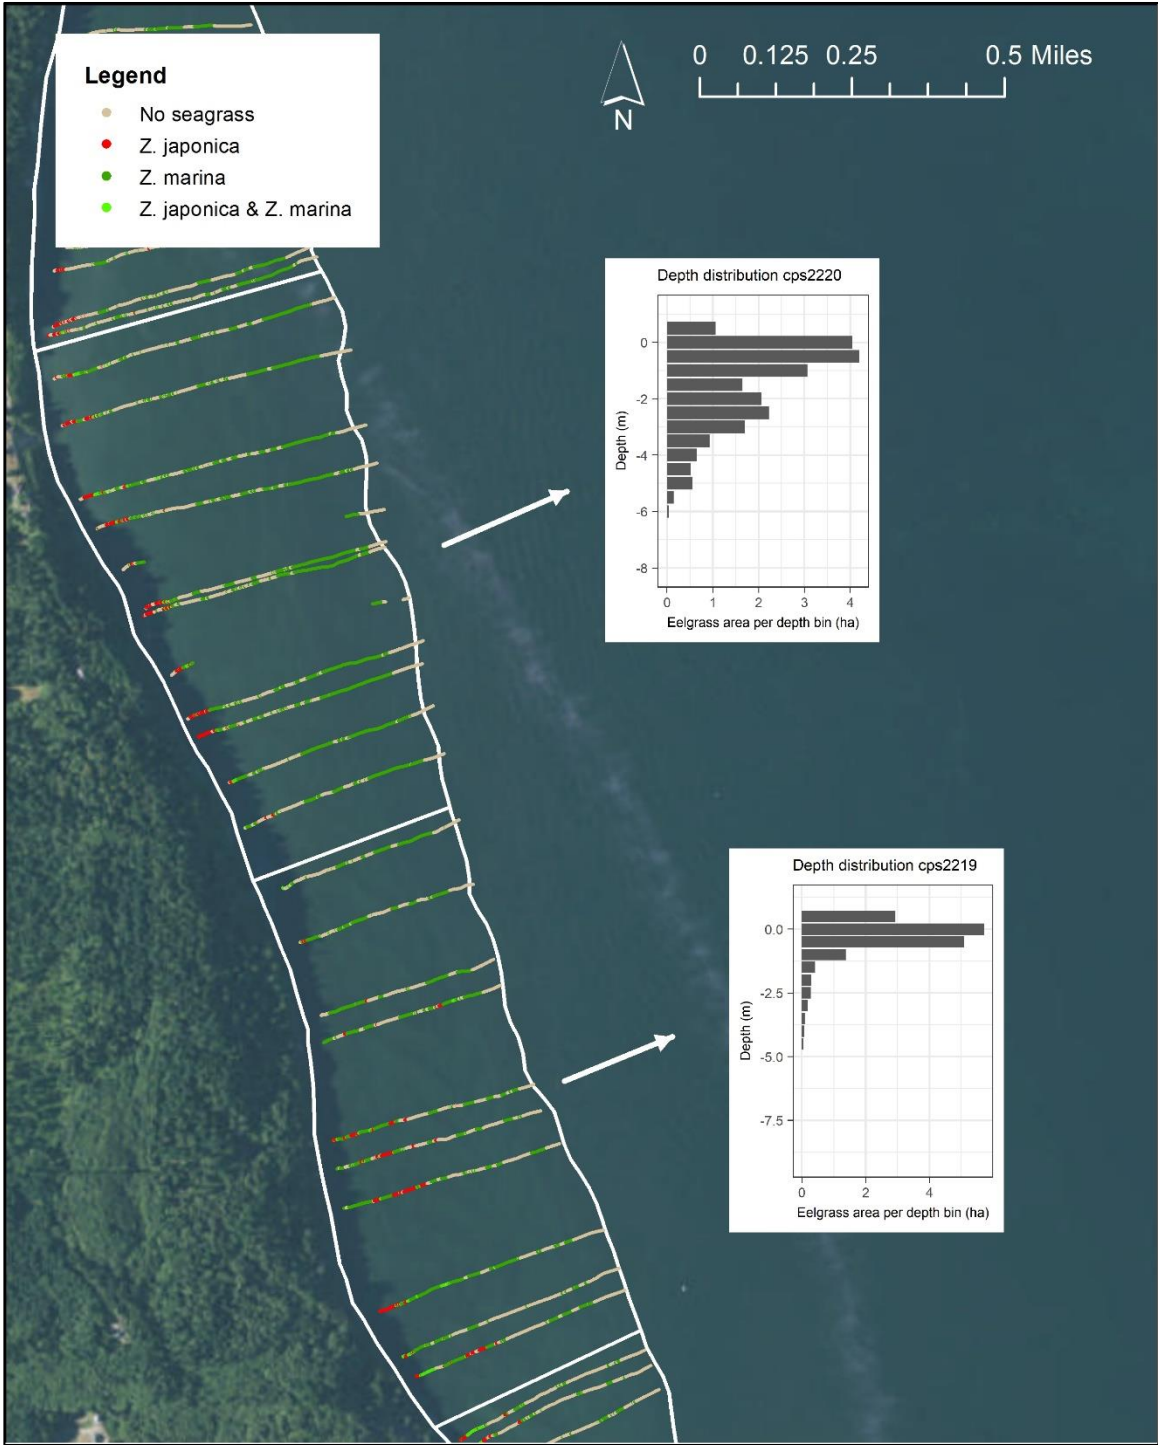 Legend
No seagrass
Z. japonica
Z. marina
Z. japonica & Z. marina
0 0.125 0.25 0.5 Miles
N
Depth distribution cps2220
0
-2
-4
-6
-8
Depth (m)
0 1 2 3 4
Eelgrass area per depth bin (ha)
Depth distribution cps2219
0.0
-2.5
-5.0
-7.5
Depth (m)
0 2 4
Eelgrass area per depth bin (ha)